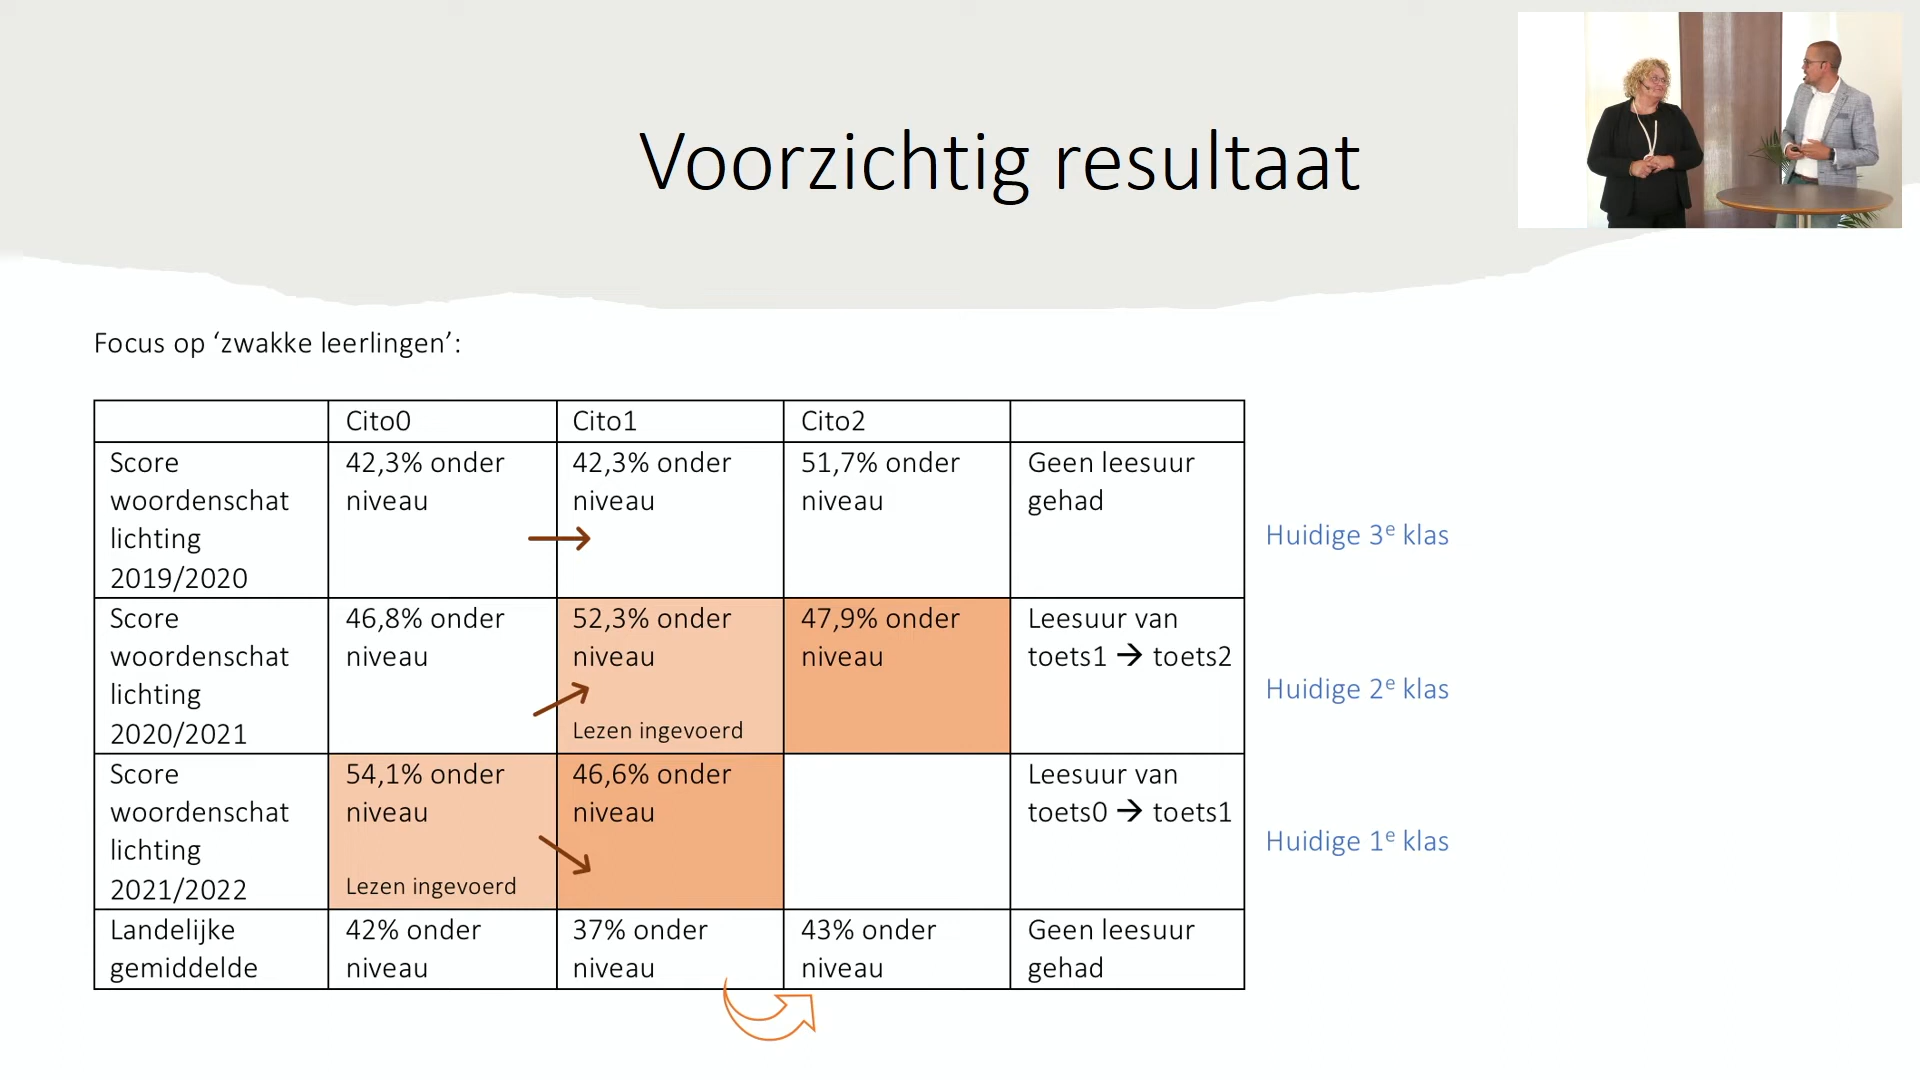 Voorzichtig resultaat
Focus op ‘zwakke leerlingen’:
Cito0 Cito1 Cito2
Score woordenschat lichting 2019/2020
42,3% onder niveau
42,3% onder niveau
51,7% onder niveau
Geen leesuur gehad
Huidige 3e klas
Score woordenschat lichting 2020/2021
46,8% onder niveau
52,3% onder niveau
Lezen ingevoerd
47,9% onder niveau
Leesuur van toets1 → toets2
Huidige 2e klas
Score woordenschat lichting 2021/2022
54,1% onder niveau
Lezen ingevoerd
46,6% onder niveau
Leesuur van toets0 → toets1
Huidige 1e klas
Landelijke gemiddelde
42% onder niveau
37% onder niveau
43% onder niveau
Geen leesuur gehad